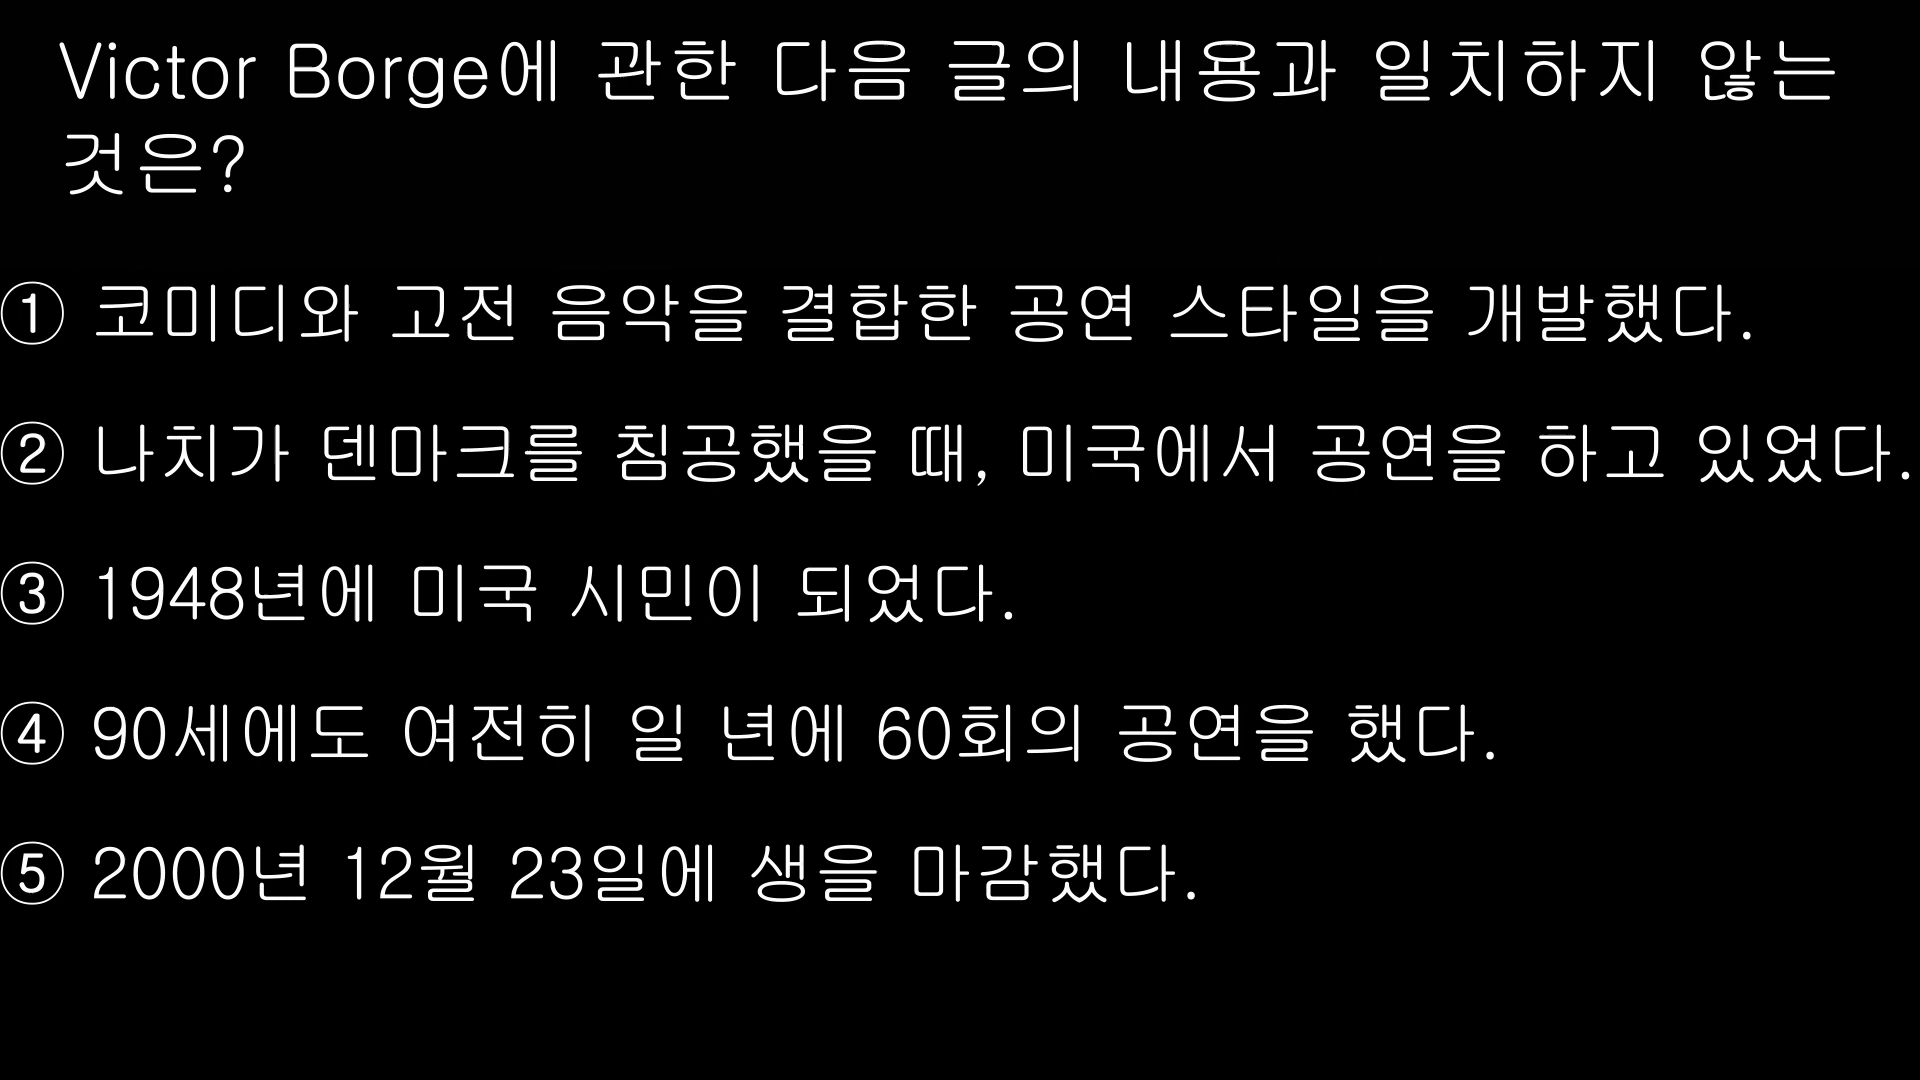 Victor Borge에 관한 다음 글의 내용과 일치하지 않는
것은?
① 코미디와 고전 음악을 결합한 공연 스타일을 개발했다.
② 나치가 덴마크를 침공했을 때, 미국에서 공연을 하고 있었다.
③ 1948년에 미국 시민이 되었다.
④ 90세에도 여전히 일 년에 60회의 공연을 했다.
⑤ 2000년 12월 23일에 생을 마감했다.